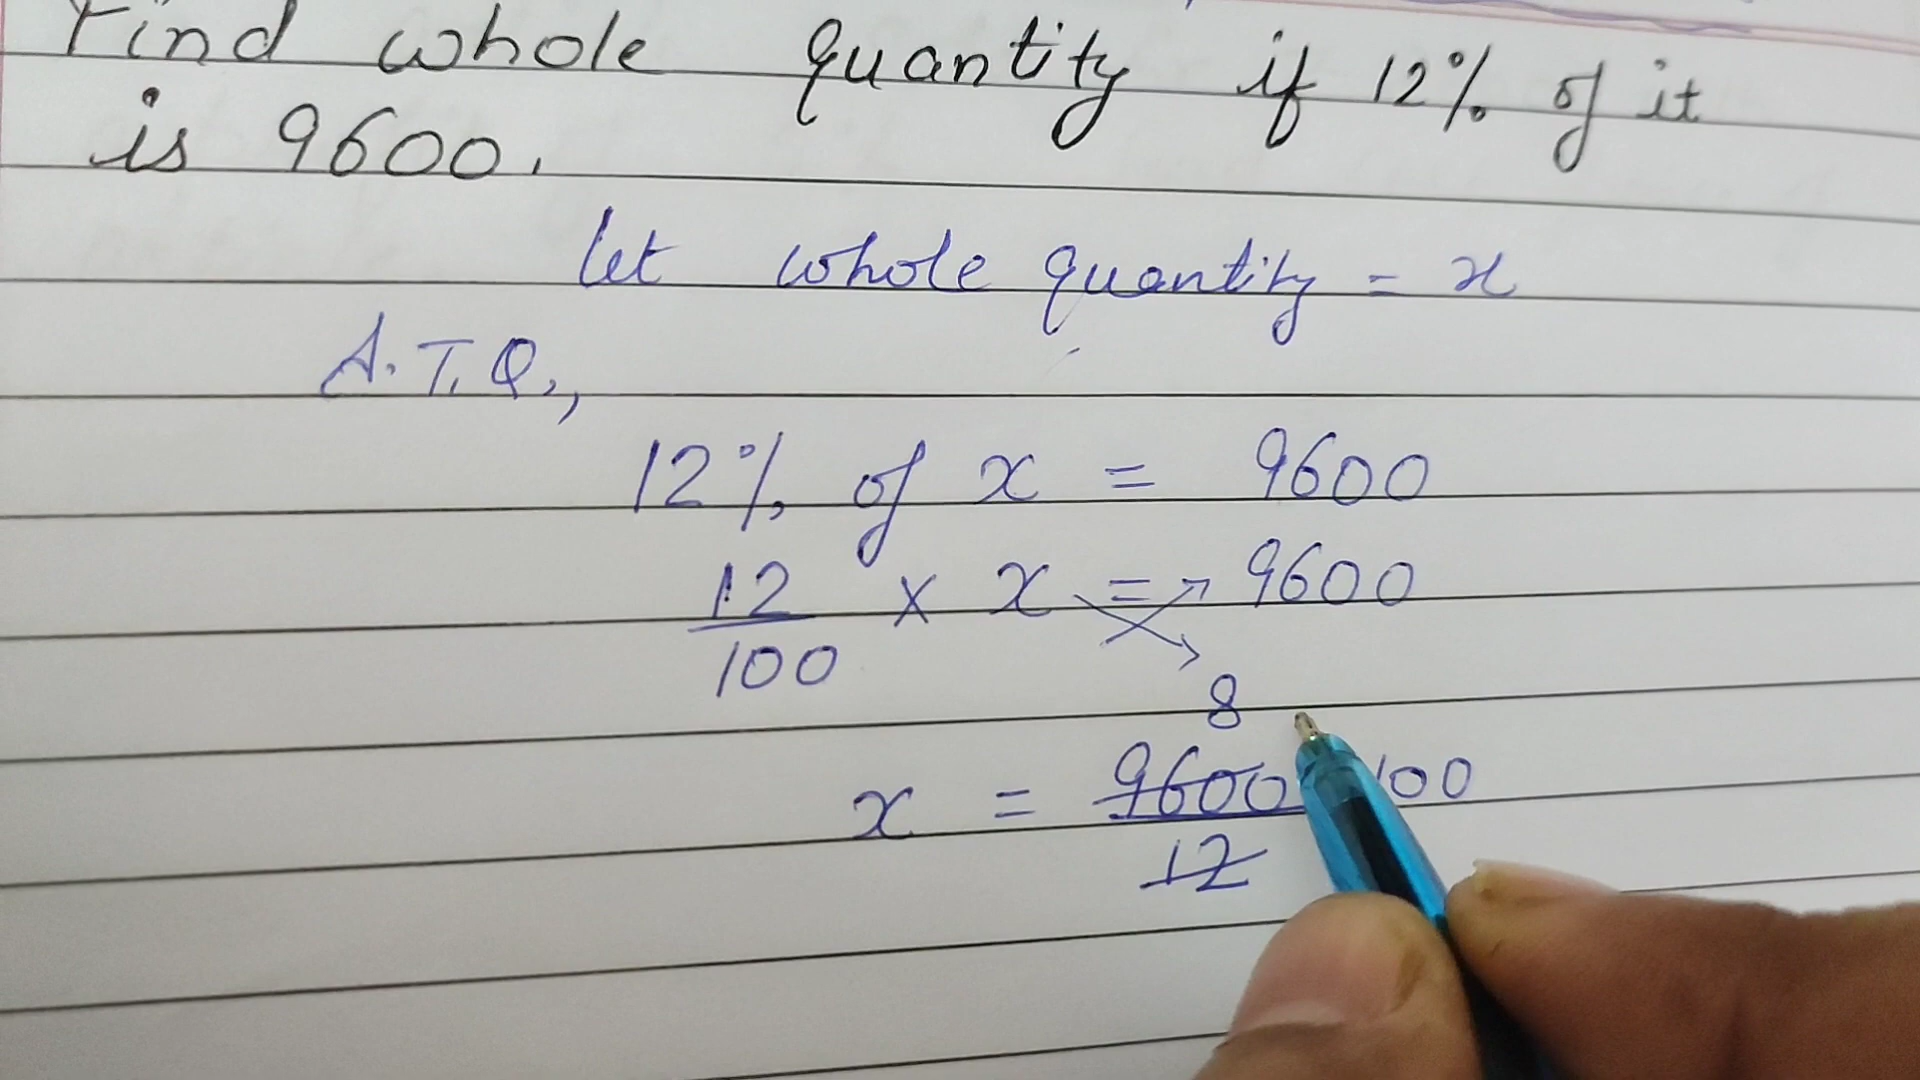 Find whole quantity if 12% of it
is 9600.
let whole quantity = x
A.T.Q.,
12% of x = 9600
12/100 × x = 9600
8
x = 9600 100
12